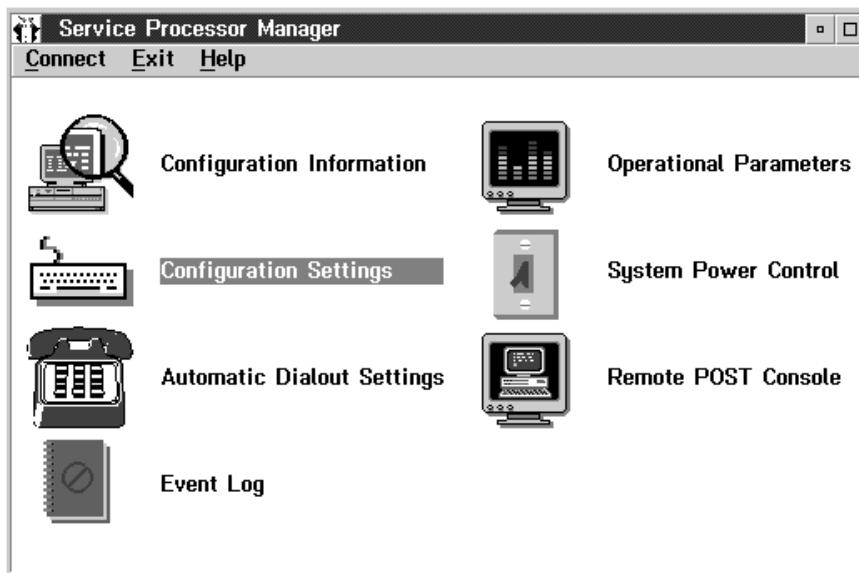 Service Processor Manager
Connect Exit Help
Configuration Information
Operational Parameters
Configuration Settings
System Power Control
Automatic Dialout Settings
Remote POST Console
Event Log